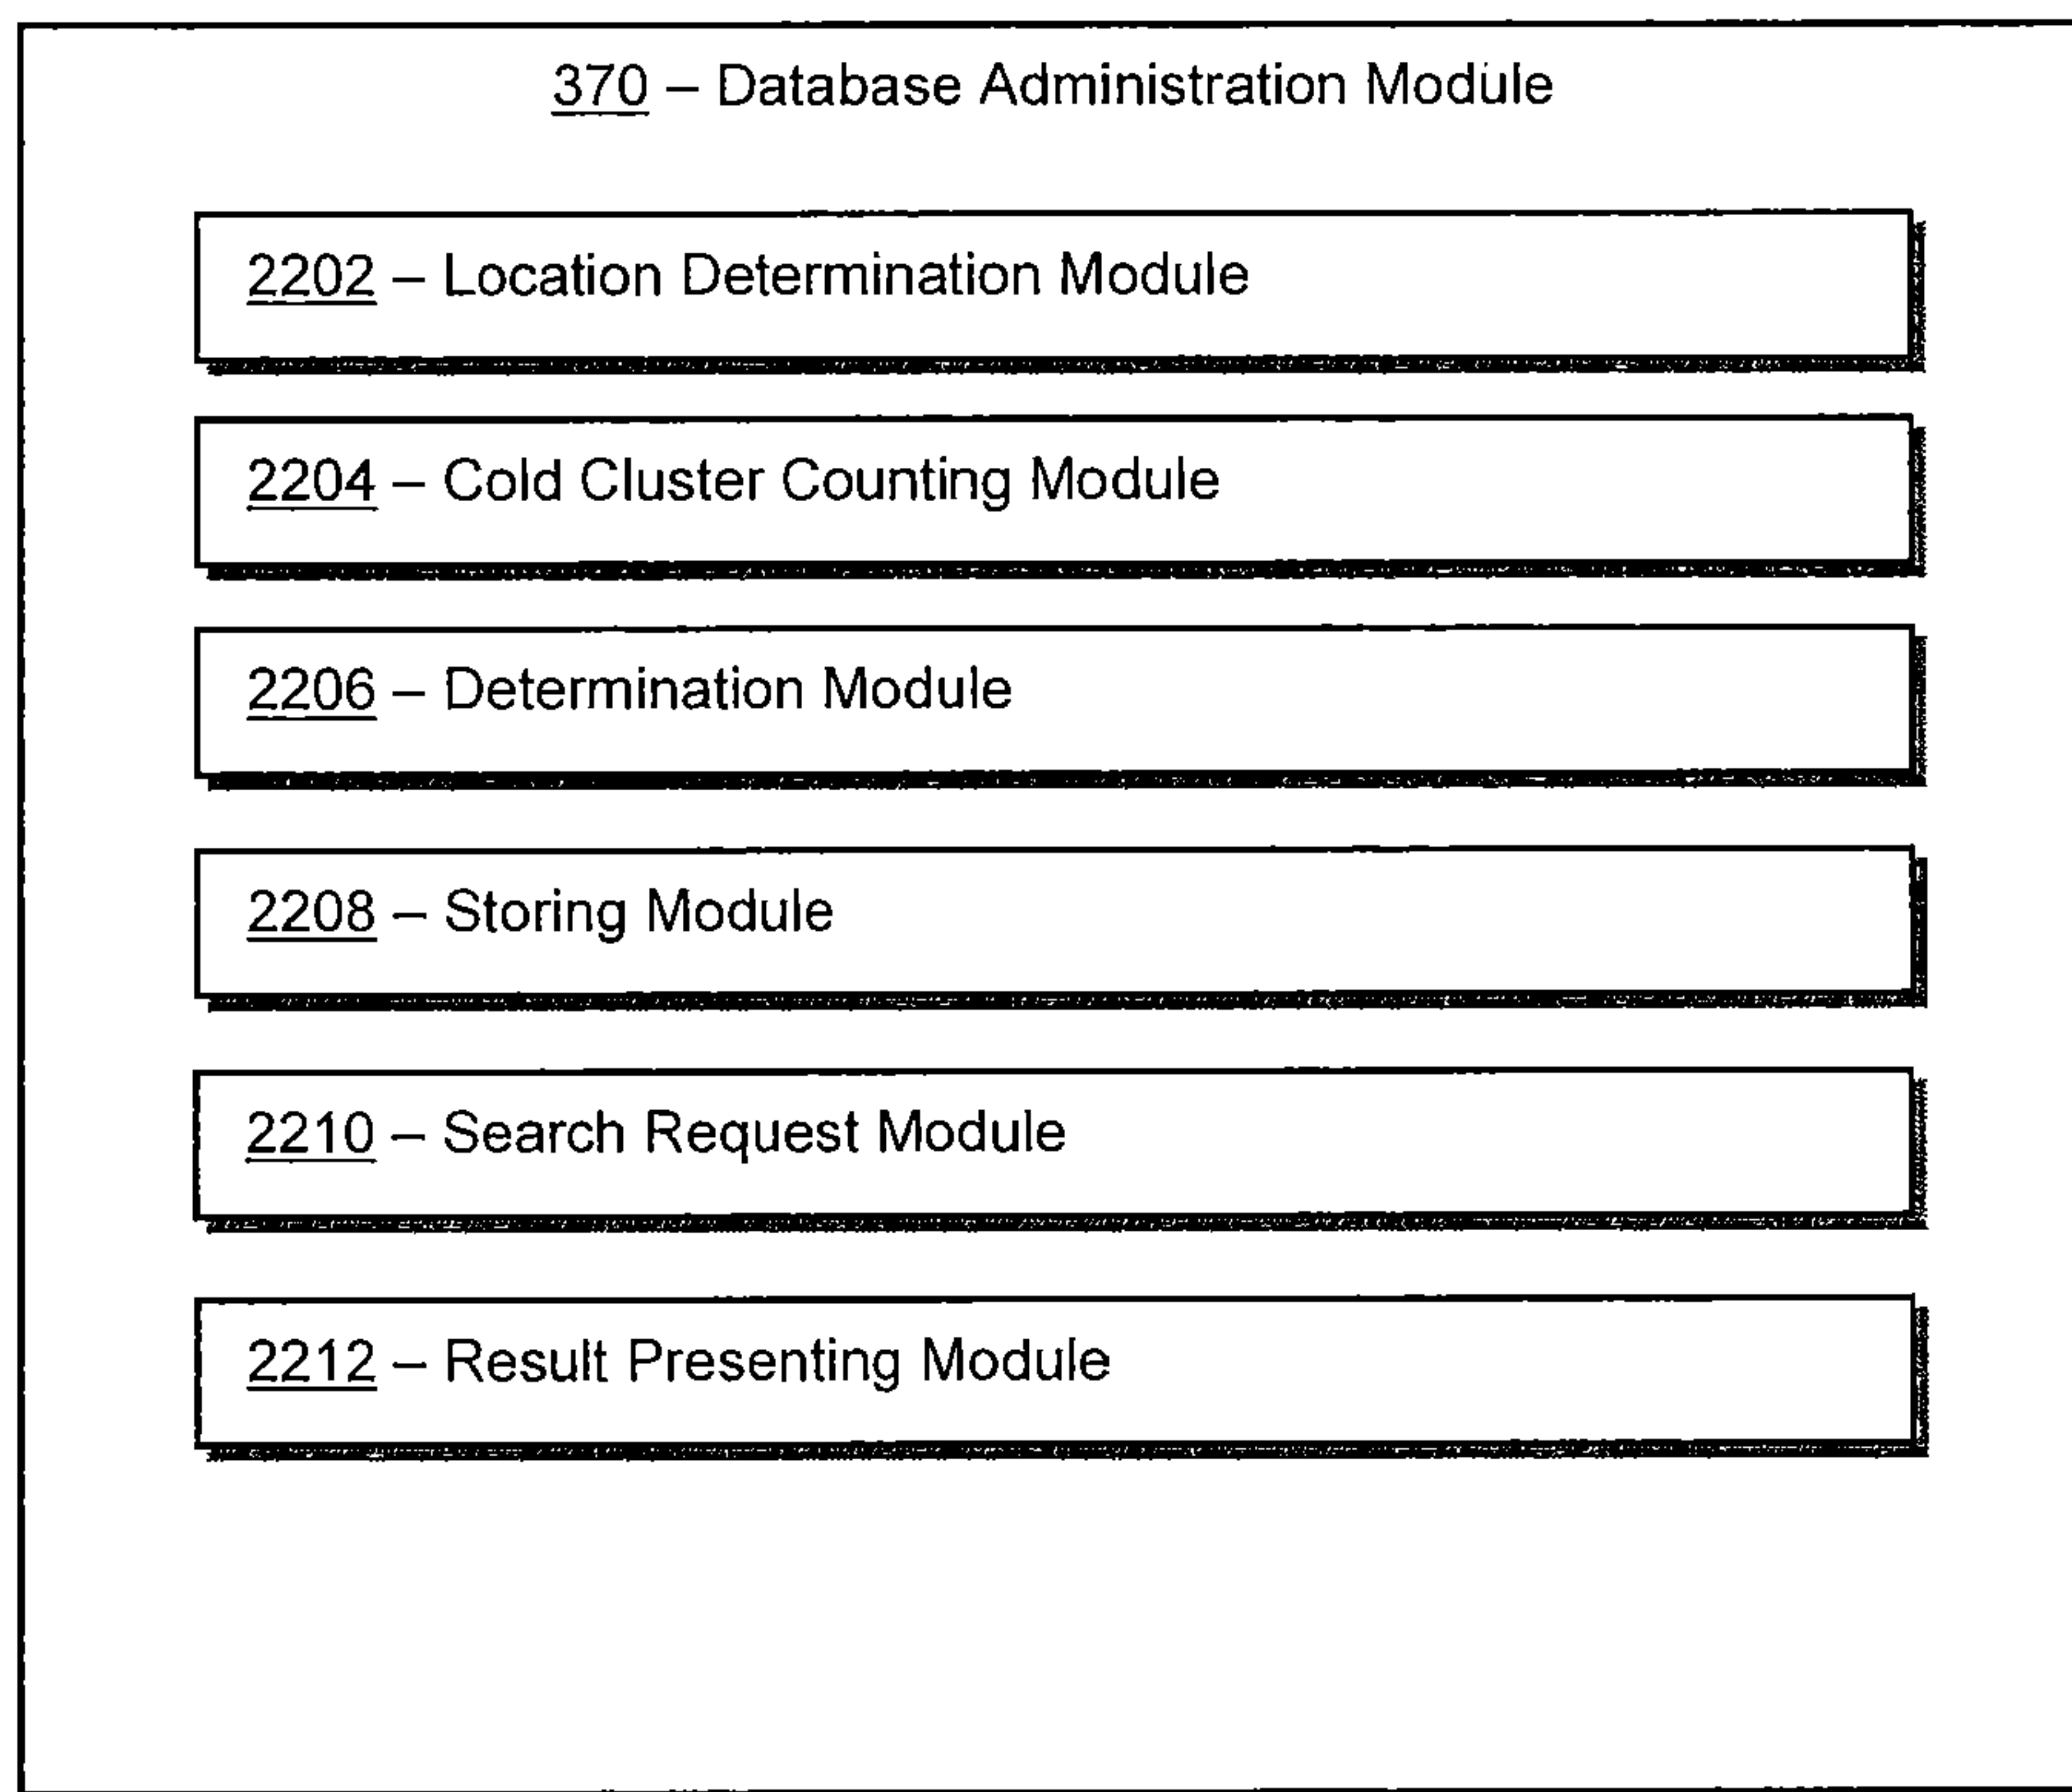 370 – Database Administration Module
2202 – Location Determination Module
2204 – Cold Cluster Counting Module
2206 – Determination Module
2208 – Storing Module
2210 – Search Request Module
2212 – Result Presenting Module